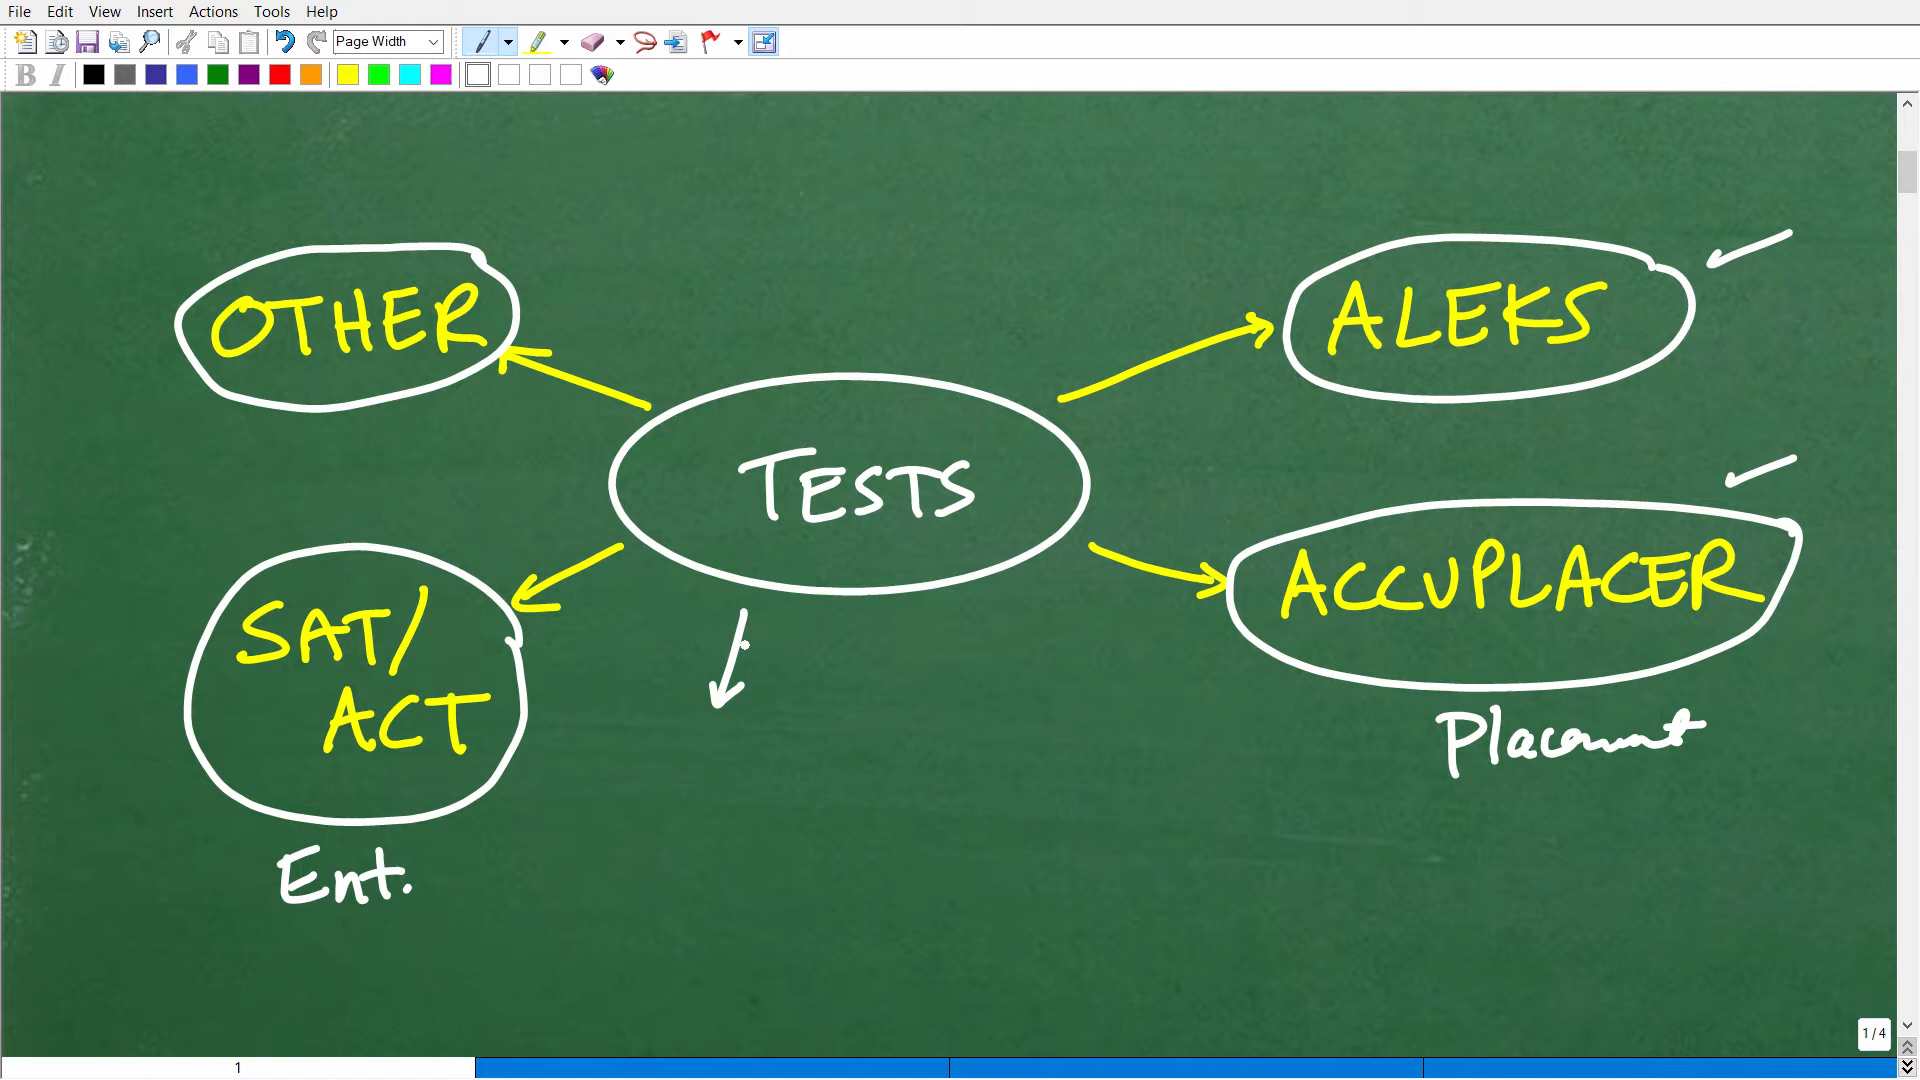 File Edit View Insert Actions Tools Help
Page Width
B I
OTHER
ALEKS
TESTS
SAT/
ACT
ACCUPLACER
Placement
Ent.
1 / 4
1